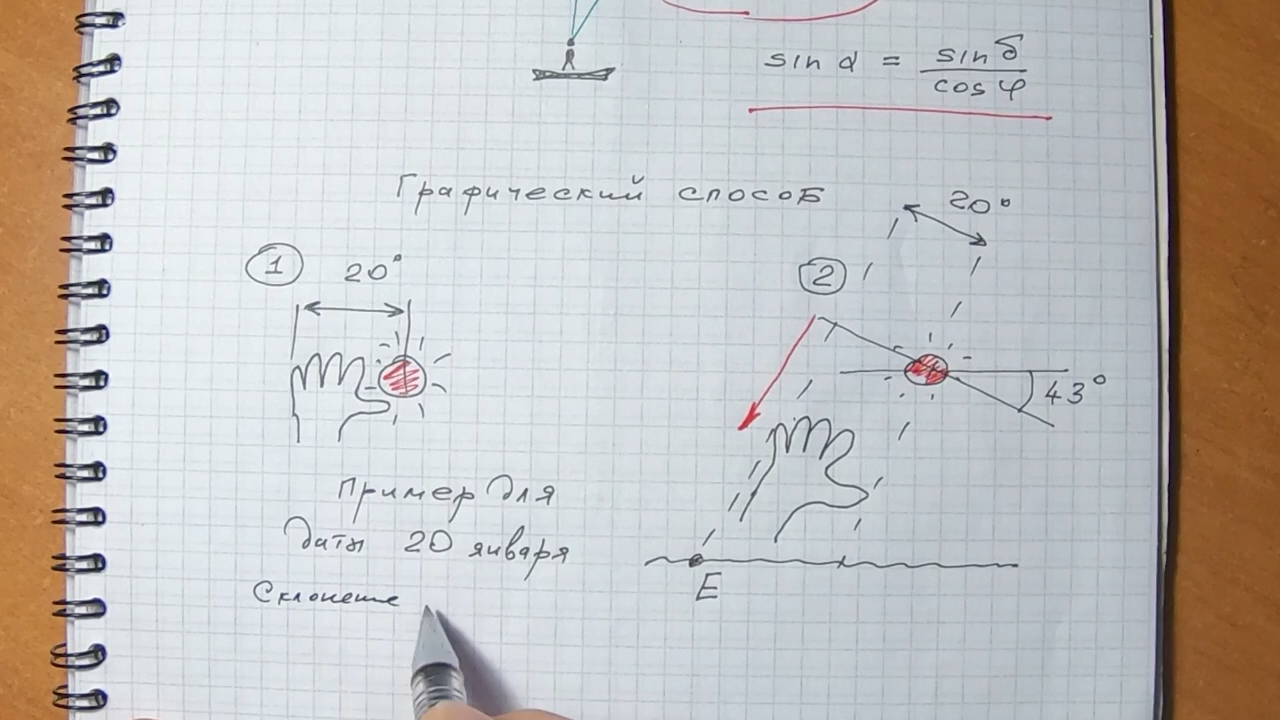 sin α = sin δ / cos φ
Графический способ
20°
① 20°
②
43°
Пример для
даты 20 января
E
Склонение